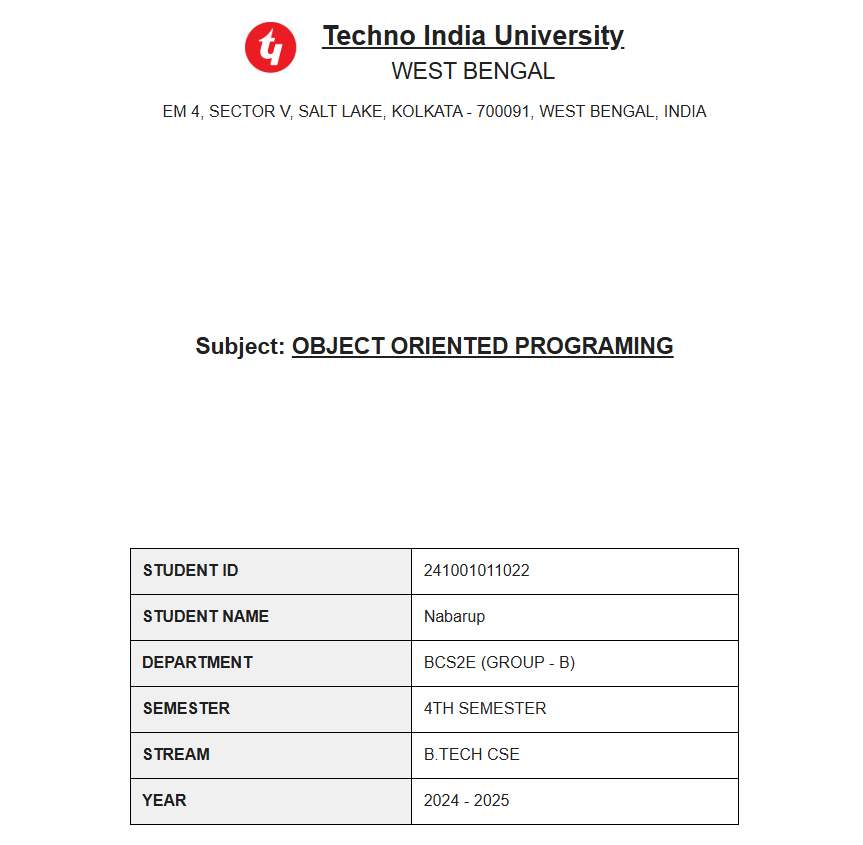 ty
Techno India University
WEST BENGAL
EM 4, SECTOR V, SALT LAKE, KOLKATA - 700091, WEST BENGAL, INDIA
Subject: OBJECT ORIENTED PROGRAMING
STUDENT ID 241001011022
STUDENT NAME Nabarup
DEPARTMENT BCS2E (GROUP - B)
SEMESTER 4TH SEMESTER
STREAM B.TECH CSE
YEAR 2024 - 2025